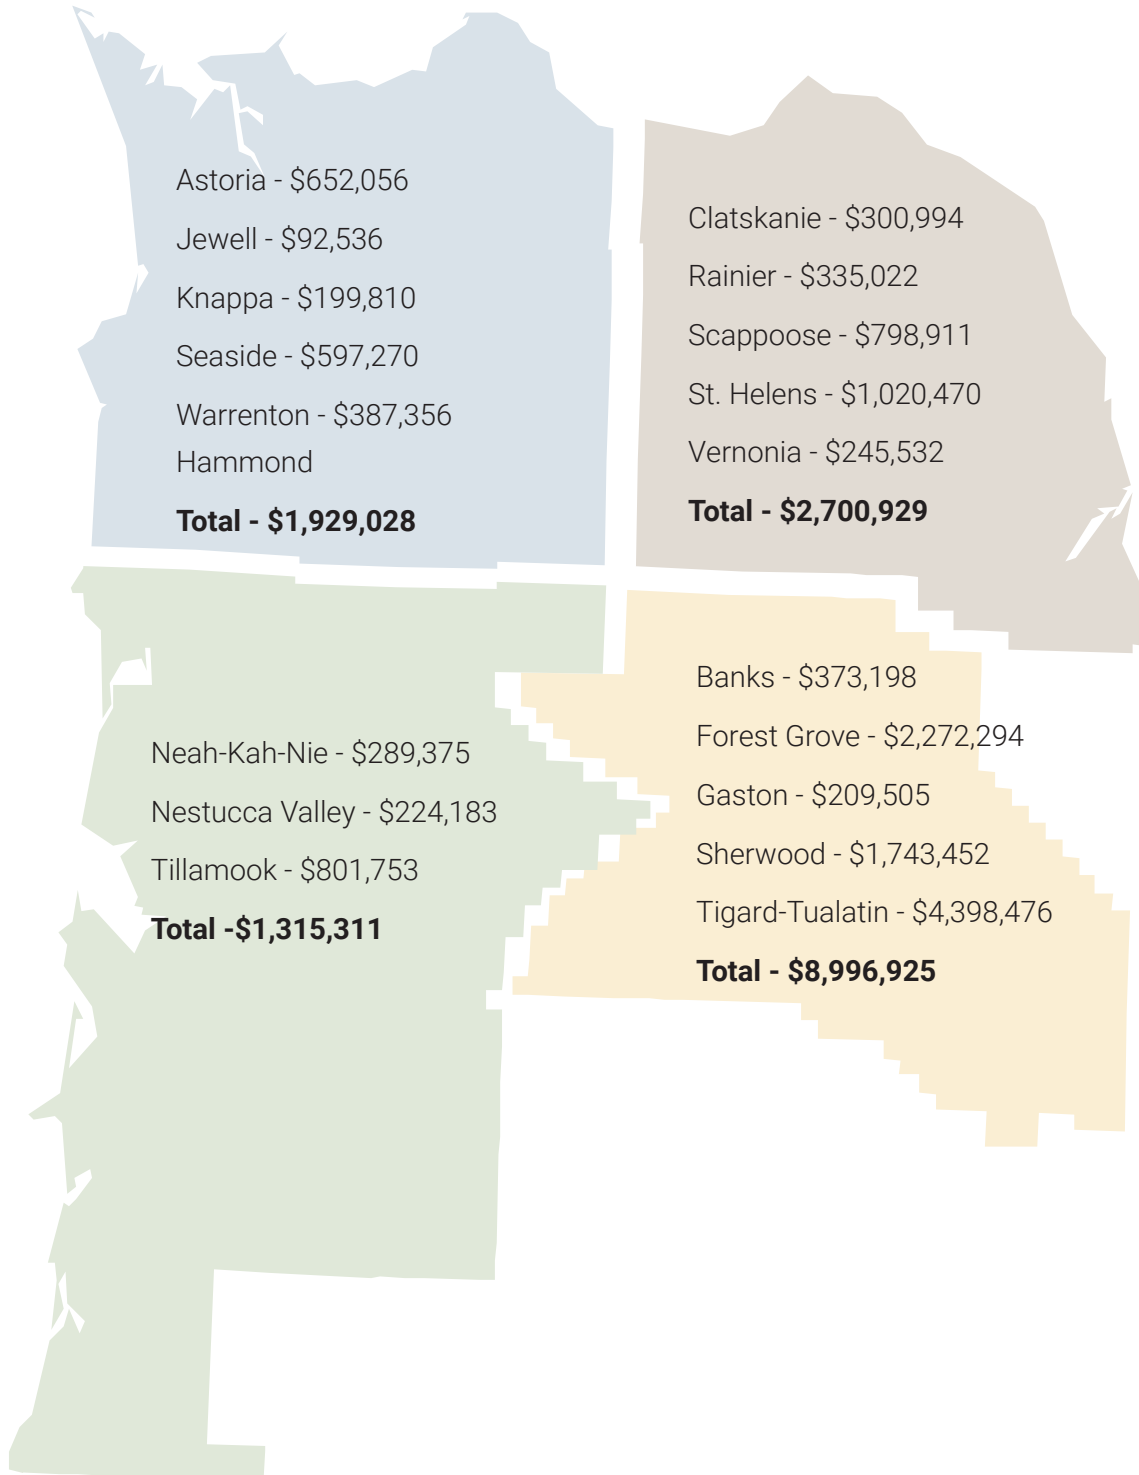 Astoria - $652,056
Jewell - $92,536
Knappa - $199,810
Seaside - $597,270
Warrenton - $387,356
Hammond
Total - $1,929,028
Clatskanie - $300,994
Rainier - $335,022
Scappoose - $798,911
St. Helens - $1,020,470
Vernonia - $245,532
Total - $2,700,929
Neah-Kah-Nie - $289,375
Nestucca Valley - $224,183
Tillamook - $801,753
Total -$1,315,311
Banks - $373,198
Forest Grove - $2,272,294
Gaston - $209,505
Sherwood - $1,743,452
Tigard-Tualatin - $4,398,476
Total - $8,996,925